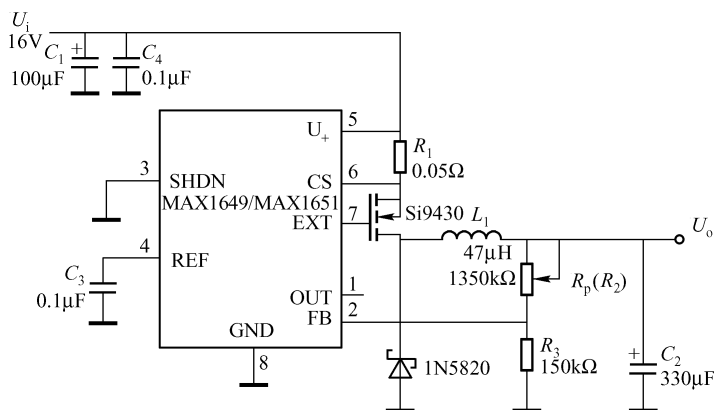 Ui
16V
C1
+
100μF
C4
0.1μF
5
U+
R1
0.05Ω
6
CS
3
SHDN
MAX1649/MAX1651
EXT
7
Si9430
L1
47μH
Uo
4
REF
C3
0.1μF
1350kΩ
Rp(R2)
1
OUT
2
FB
GND
8
1N5820
R3
150kΩ
+
C2
330μF